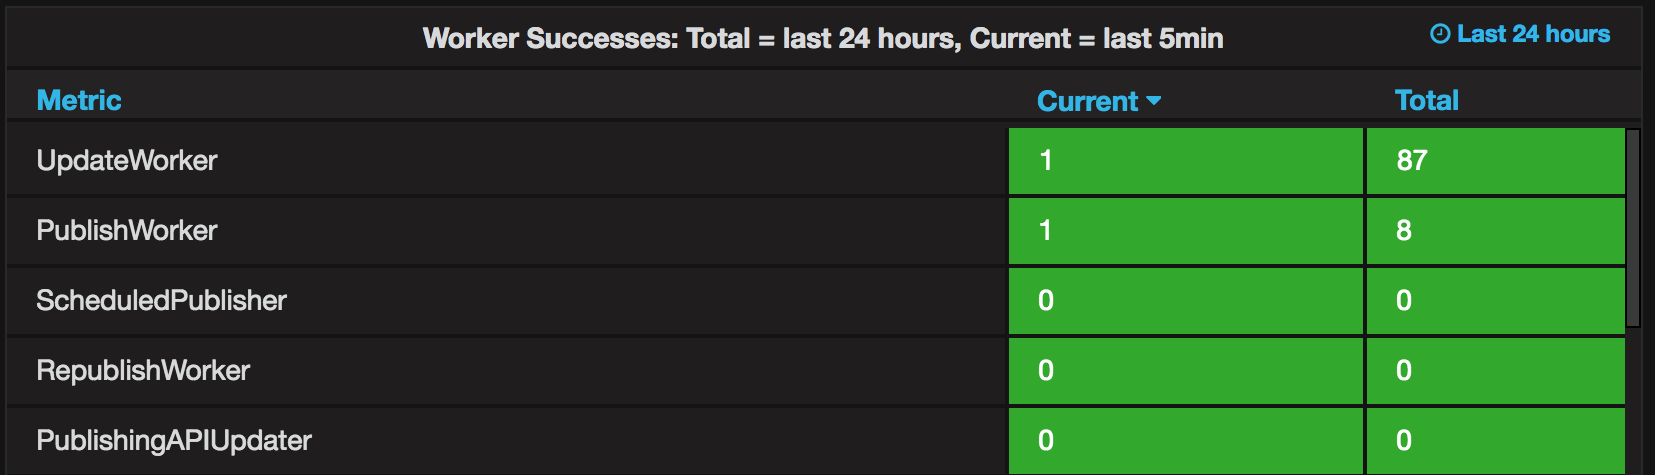 Worker Successes: Total = last 24 hours, Current = last 5min
Last 24 hours
Metric Current Total
UpdateWorker 1 87
PublishWorker 1 8
ScheduledPublisher 0 0
RepublishWorker 0 0
PublishingAPIUpdater 0 0